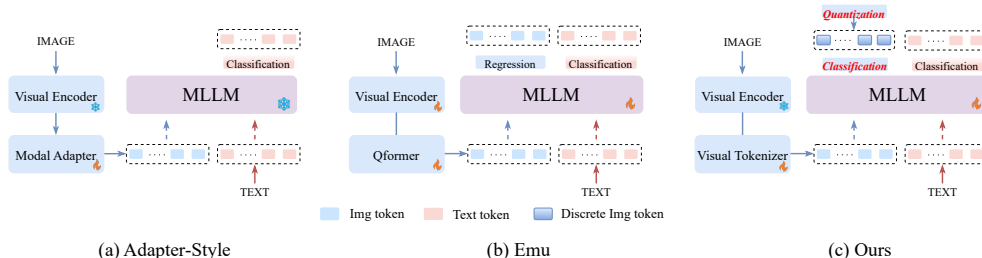 IMAGE
Classification
Visual Encoder
MLLM
Modal Adapter
TEXT
(a) Adapter-Style
IMAGE
Regression
Classification
Visual Encoder
MLLM
Qformer
TEXT
(b) Emu
Quantization
IMAGE
Classification
Classification
Visual Encoder
MLLM
Visual Tokenizer
TEXT
(c) Ours
Img token
Text token
Discrete Img token